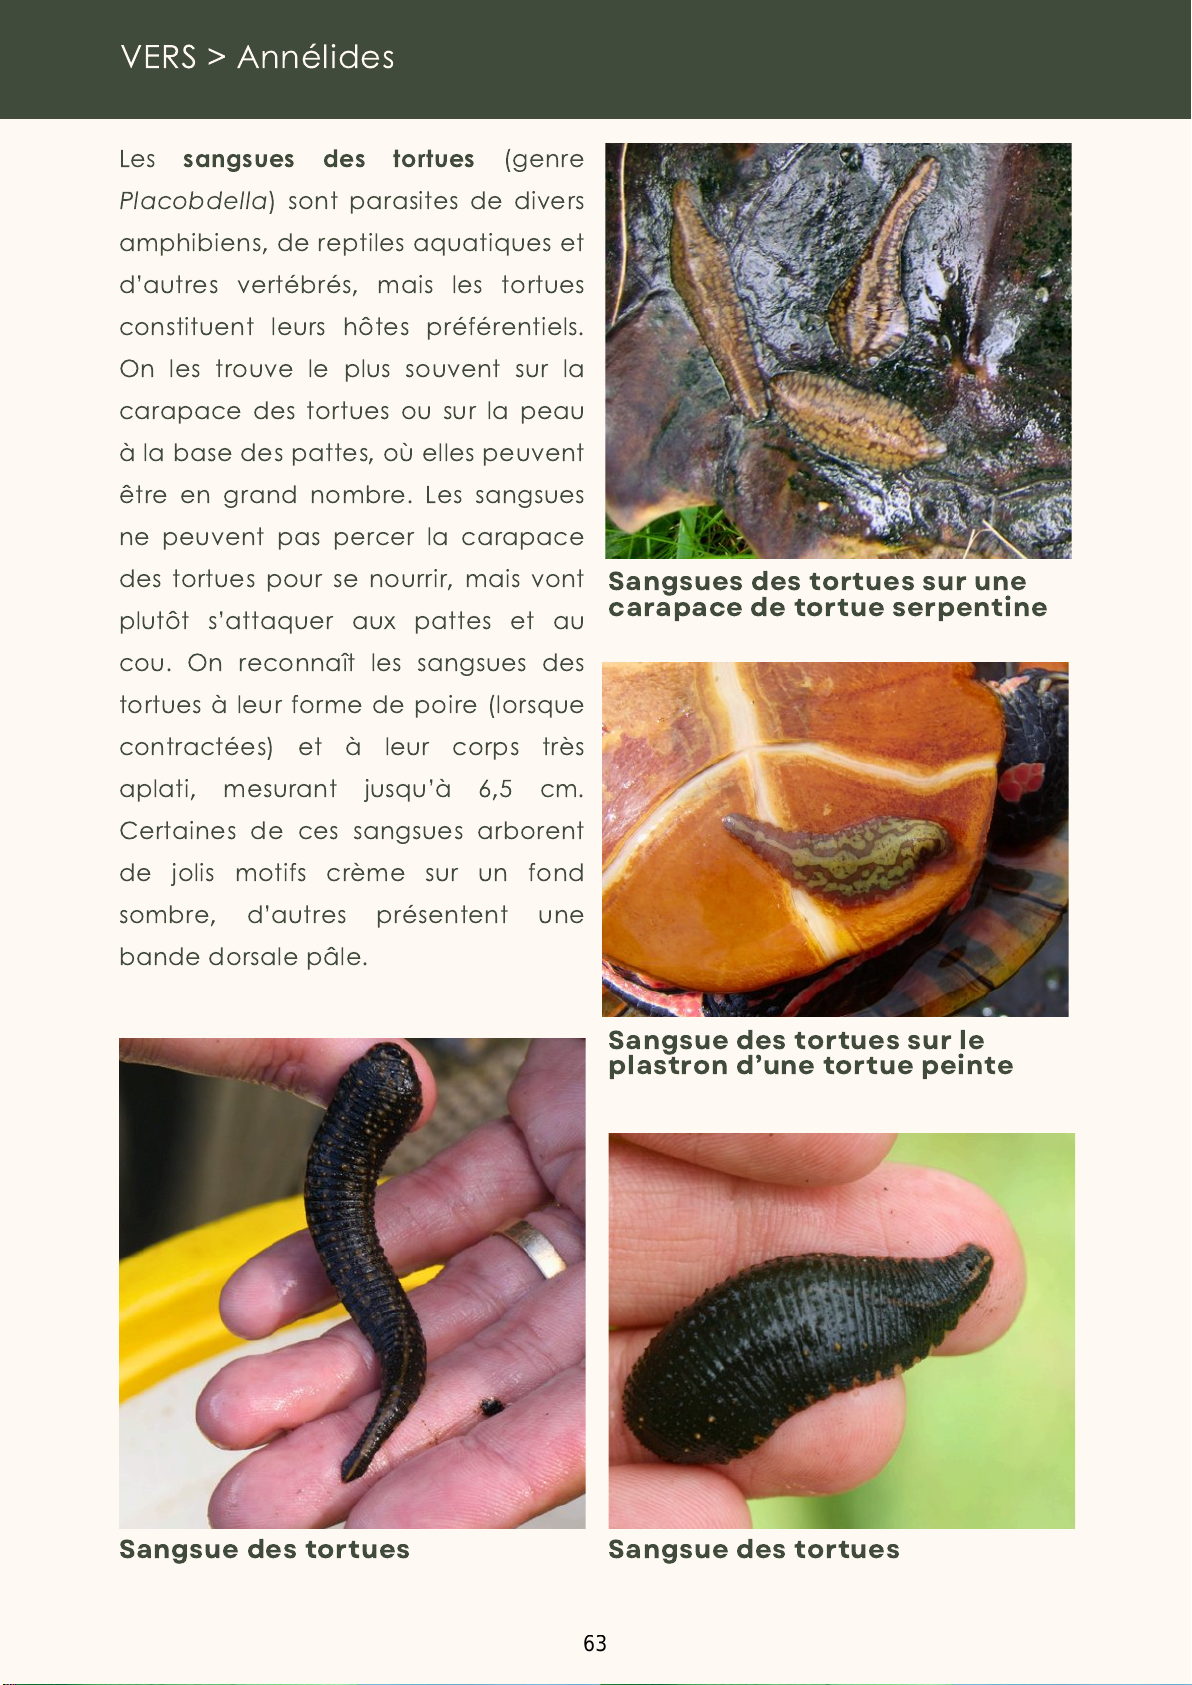 VERS > Annélides
Les sangsues des tortues (genre
Placobdella) sont parasites de divers
amphibiens, de reptiles aquatiques et
d'autres vertébrés, mais les tortues
constituent leurs hôtes préférentiels.
On les trouve le plus souvent sur la
carapace des tortues ou sur la peau
à la base des pattes, où elles peuvent
être en grand nombre. Les sangsues
ne peuvent pas percer la carapace
des tortues pour se nourrir, mais vont
plutôt s'attaquer aux pattes et au
cou. On reconnaît les sangsues des
tortues à leur forme de poire (lorsque
contractées) et à leur corps très
aplati, mesurant jusqu'à 6,5 cm.
Certaines de ces sangsues arborent
de jolis motifs crème sur un fond
sombre, d'autres présentent une
bande dorsale pâle.
Sangsues des tortues sur une
carapace de tortue serpentine
Sangsue des tortues sur le
plastron d’une tortue peinte
Sangsue des tortues
Sangsue des tortues
63